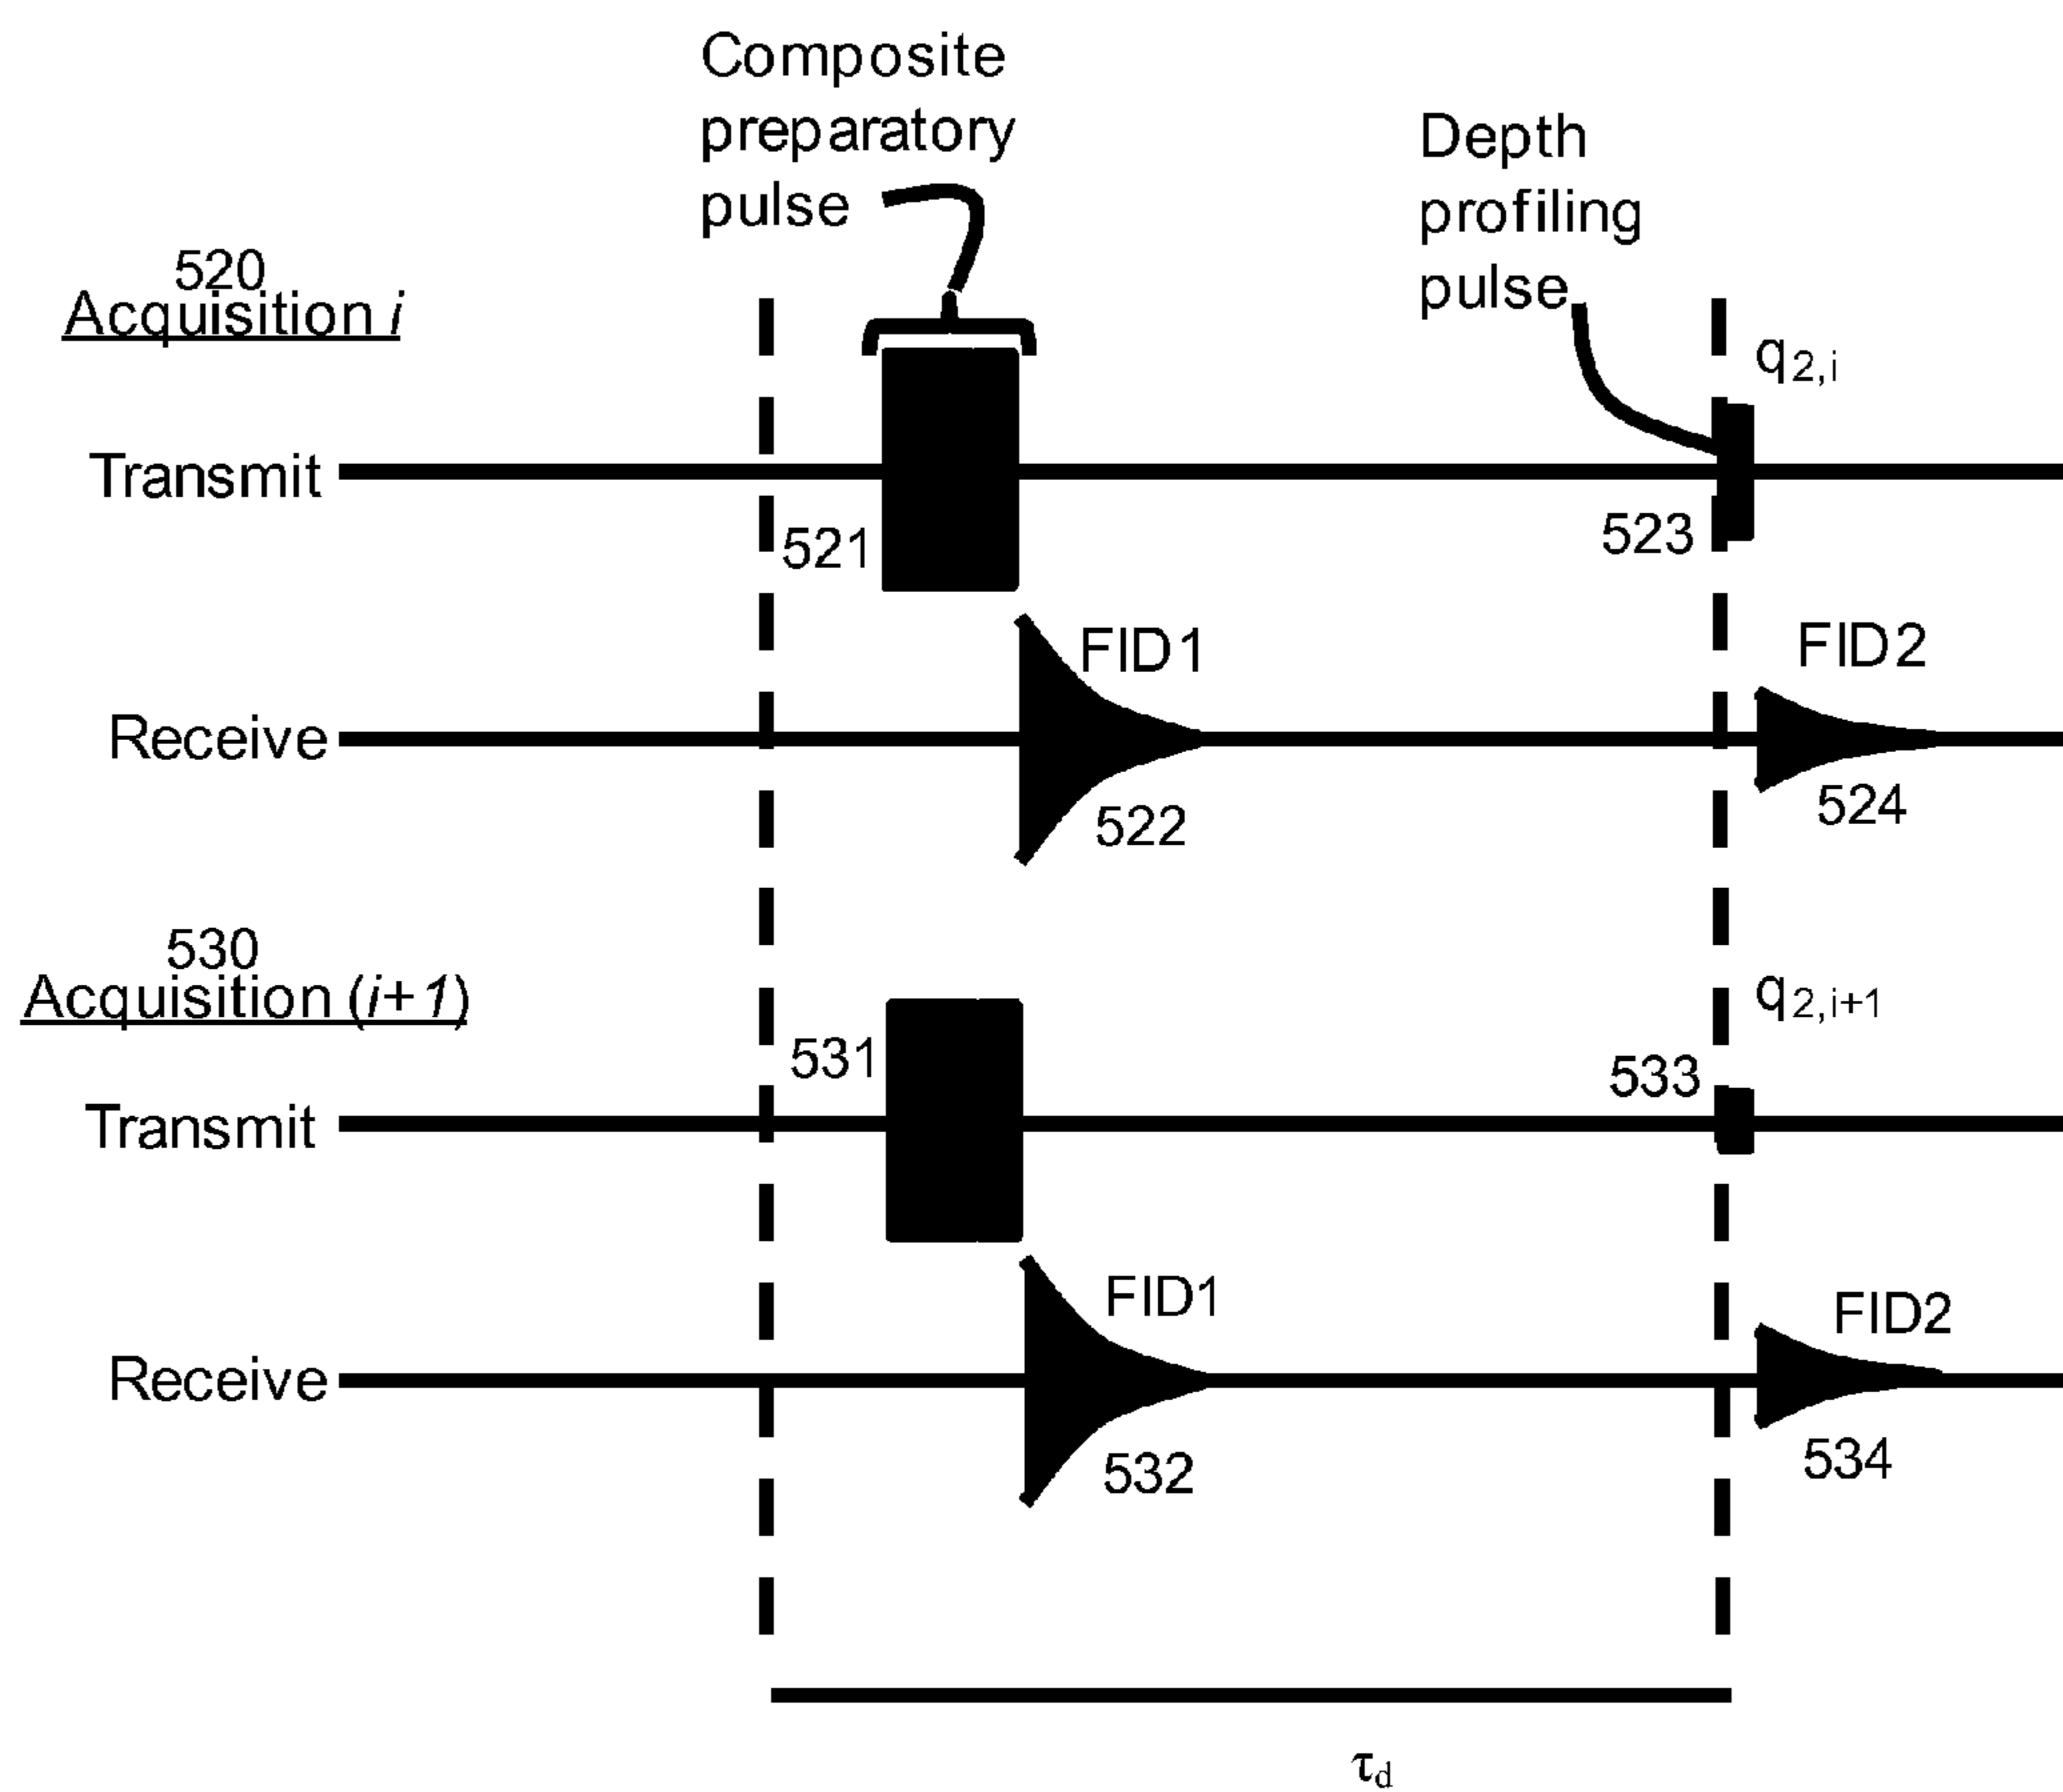 Composite
preparatory
pulse
Depth
profiling
pulse
520
Acquisition i
q2,i
Transmit
521
523
FID1
FID2
Receive
522
524
530
Acquisition (i+1)
q2,i+1
531
533
Transmit
FID1
FID2
Receive
532
534
τd